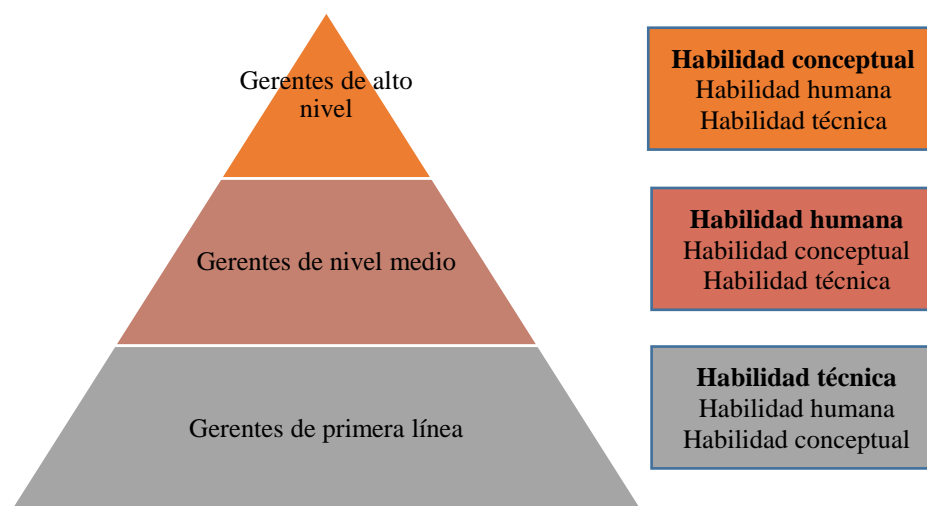 Gerentes de alto
nivel
Habilidad conceptual
Habilidad humana
Habilidad técnica
Gerentes de nivel medio
Habilidad humana
Habilidad conceptual
Habilidad técnica
Gerentes de primera línea
Habilidad técnica
Habilidad humana
Habilidad conceptual